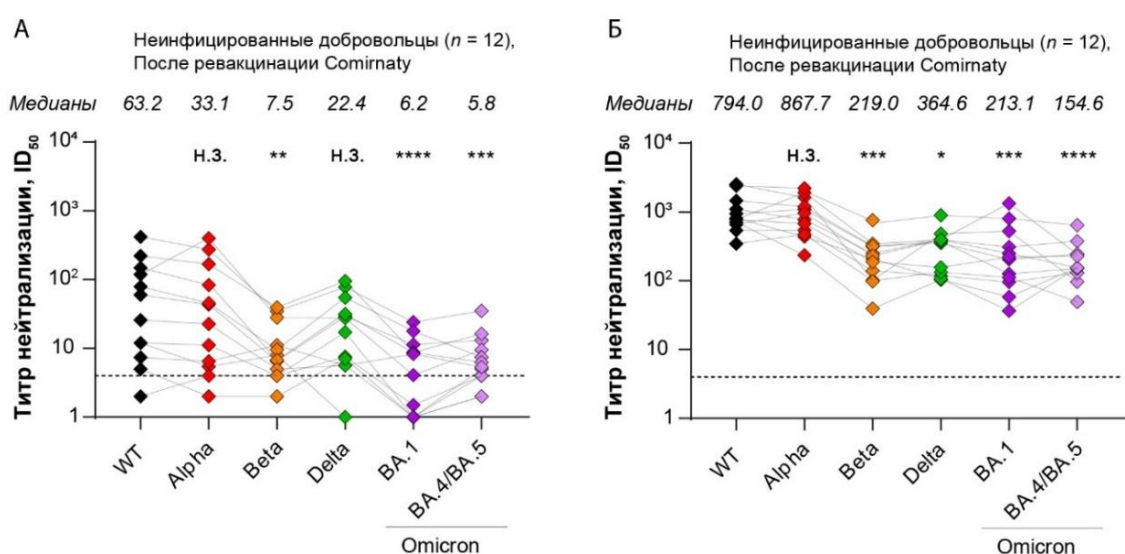 А
Неинфицированные добровольцы (n = 12),
После ревакцинации Comirnaty
Медианы 63.2 33.1 7.5 22.4 6.2 5.8
Титр нейтрализации, ID50
10⁴
10³
10²
10
1
н.з. ** н.з. **** ***
WT Alpha Beta Delta BA.1 BA.4/BA.5
Omicron
Б
Неинфицированные добровольцы (n = 12),
После ревакцинации Comirnaty
Медианы 794.0 867.7 219.0 364.6 213.1 154.6
Титр нейтрализации, ID50
10⁴
10³
10²
10
1
н.з. *** * *** ****
WT Alpha Beta Delta BA.1 BA.4/BA.5
Omicron